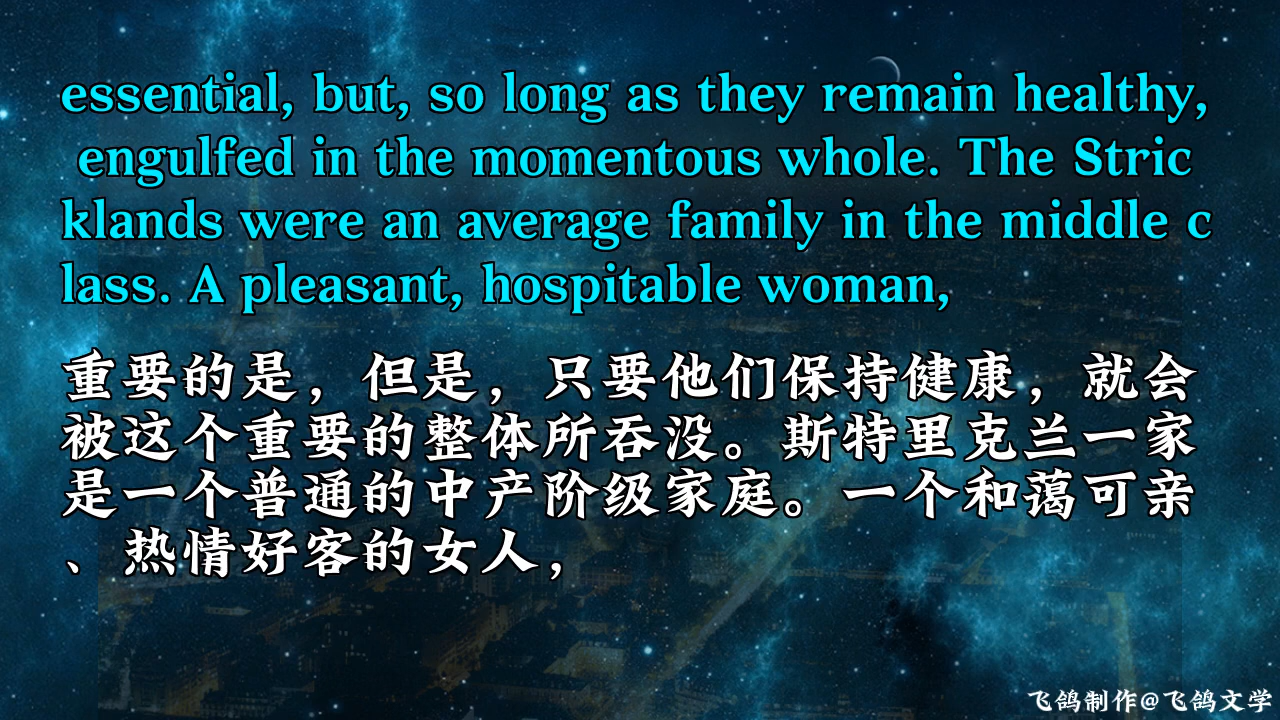 essential, but, so long as they remain healthy,
engulfed in the momentous whole. The Stric
klands were an average family in the middle c
lass. A pleasant, hospitable woman,
重要的是，但是，只要他们保持健康，就会
被这个重要的整体所吞没。斯特里克兰一家
是一个普通的中产阶级家庭。一个和蔼可亲
、热情好客的女人，
飞鸽制作@飞鸽文学